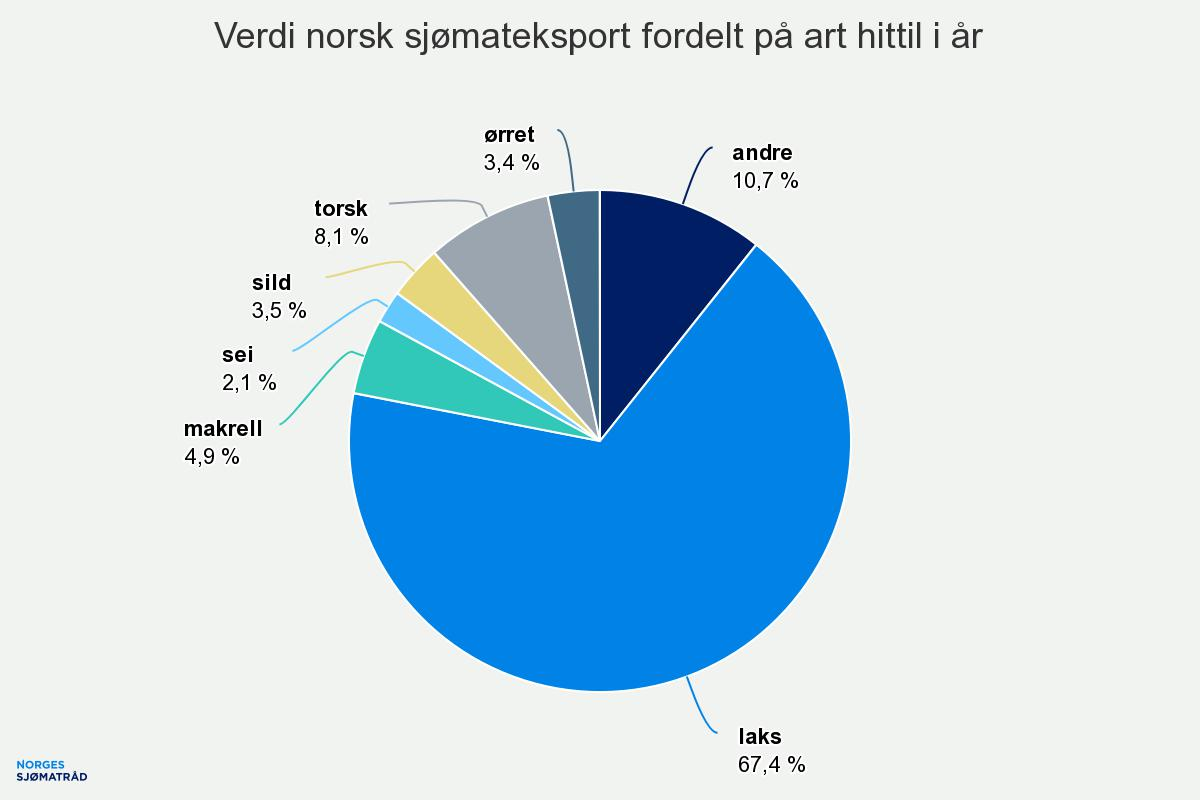 Verdi norsk sjømateksport fordelt på art hittil i år
ørret
3,4 %
andre
10,7 %
torsk
8,1 %
sild
3,5 %
sei
2,1 %
makrell
4,9 %
laks
67,4 %
NORGES
SJØMATRÅD